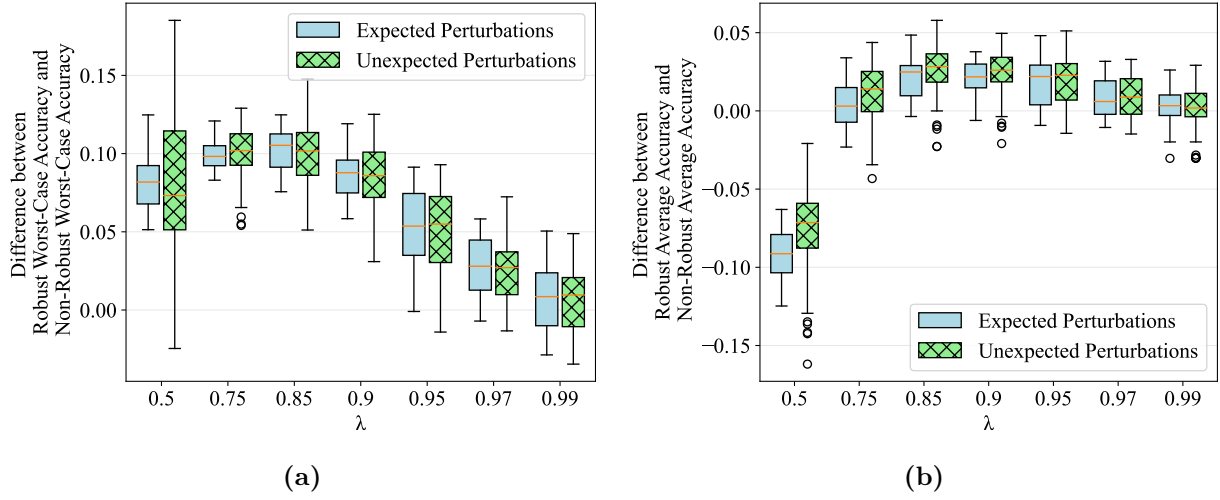 Difference between
Robust Worst-Case Accuracy and
Non-Robust Worst-Case Accuracy
0.15
0.10
0.05
0.00
Expected Perturbations
Unexpected Perturbations
0.5 0.75 0.85 0.9 0.95 0.97 0.99
λ
(a)
Difference between
Robust Average Accuracy and
Non-Robust Average Accuracy
0.05
0.00
−0.05
−0.10
−0.15
Expected Perturbations
Unexpected Perturbations
0.5 0.75 0.85 0.9 0.95 0.97 0.99
λ
(b)